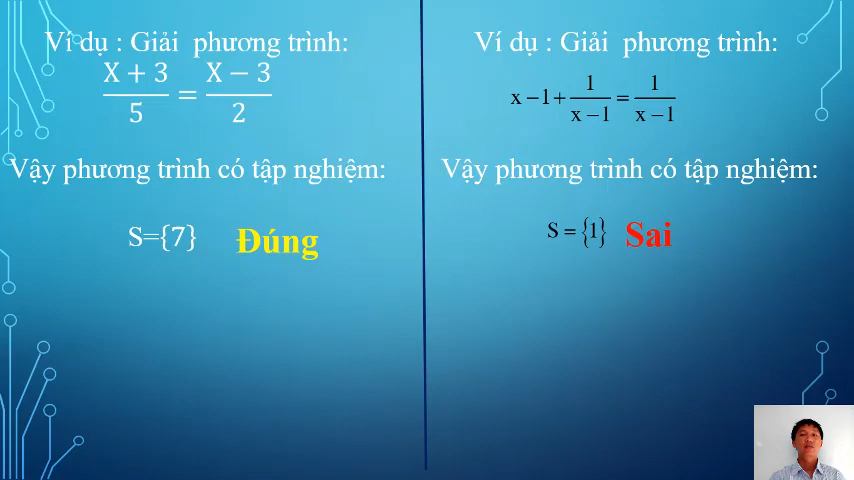 Ví dụ : Giải phương trình:
X + 3 / 5 = X − 3 / 2
Vậy phương trình có tập nghiệm:
S={7} Đúng
Ví dụ : Giải phương trình:
x − 1 + 1 / x − 1 = 1 / x − 1
Vậy phương trình có tập nghiệm:
S = {1} Sai